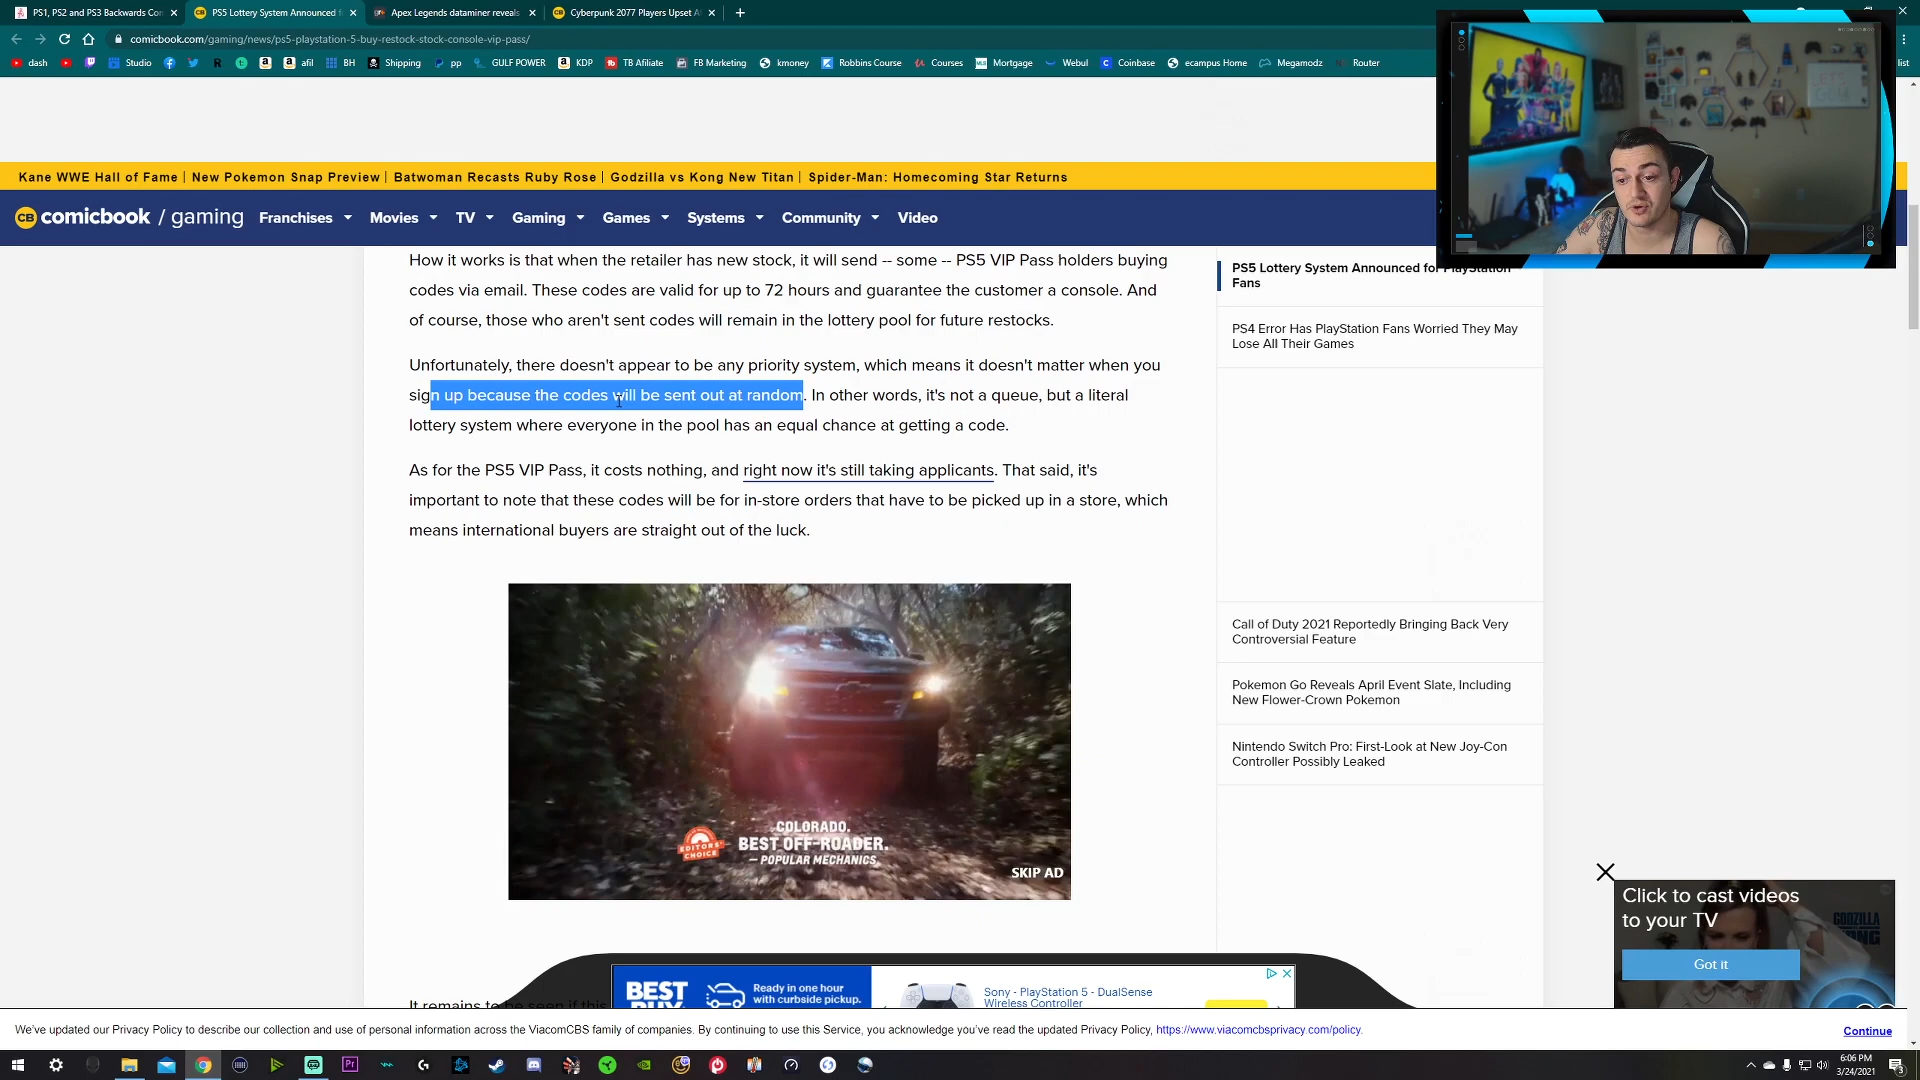 PS1, PS2 and PS3 Backwards Con
PS5 Lottery System Announced f
Apex Legends dataminer reveals
Cyberpunk 2077 Players Upset A
comicbook.com/gaming/news/ps5-playstation-5-buy-restock-stock-console-vip-pass/
dash
Studio
R
afil
BH
Shipping
pp
GULF POWER
KDP
TB Afiliate
FB Marketing
kmoney
Robbins Course
Courses
Mortgage
Webul
Coinbase
ecampus Home
Megamodz
Router
list
Kane WWE Hall of Fame | New Pokemon Snap Preview | Batwoman Recasts Ruby Rose | Godzilla vs Kong New Titan | Spider-Man: Homecoming Star Returns
CB comicbook / gaming Franchises Movies TV Gaming Games Systems Community Video
How it works is that when the retailer has new stock, it will send -- some -- PS5 VIP Pass holders buying
codes via email. These codes are valid for up to 72 hours and guarantee the customer a console. And
of course, those who aren't sent codes will remain in the lottery pool for future restocks.
Unfortunately, there doesn't appear to be any priority system, which means it doesn't matter when you
sign up because the codes will be sent out at random. In other words, it's not a queue, but a literal
lottery system where everyone in the pool has an equal chance at getting a code.
As for the PS5 VIP Pass, it costs nothing, and right now it's still taking applicants. That said, it's
important to note that these codes will be for in-store orders that have to be picked up in a store, which
means international buyers are straight out of the luck.
PS5 Lottery System Announced for PlayStation
Fans
PS4 Error Has PlayStation Fans Worried They May
Lose All Their Games
Call of Duty 2021 Reportedly Bringing Back Very
Controversial Feature
Pokemon Go Reveals April Event Slate, Including
New Flower-Crown Pokemon
Nintendo Switch Pro: First-Look at New Joy-Con
Controller Possibly Leaked
EDITORS'
CHOICE
COLORADO.
BEST OFF-ROADER.
— POPULAR MECHANICS
SKIP AD
Click to cast videos
to your TV
Got it
GODZILLA
It remains to be seen if this
BEST
Ready in one hour
with curbside pickup.
Sony - PlayStation 5 - DualSense
Wireless Controller
We've updated our Privacy Policy to describe our collection and use of personal information across the ViacomCBS family of companies. By continuing to use this Service, you acknowledge you've read the updated Privacy Policy, https://www.viacomcbsprivacy.com/policy.
Continue
Pr
6:06 PM
3/24/2021